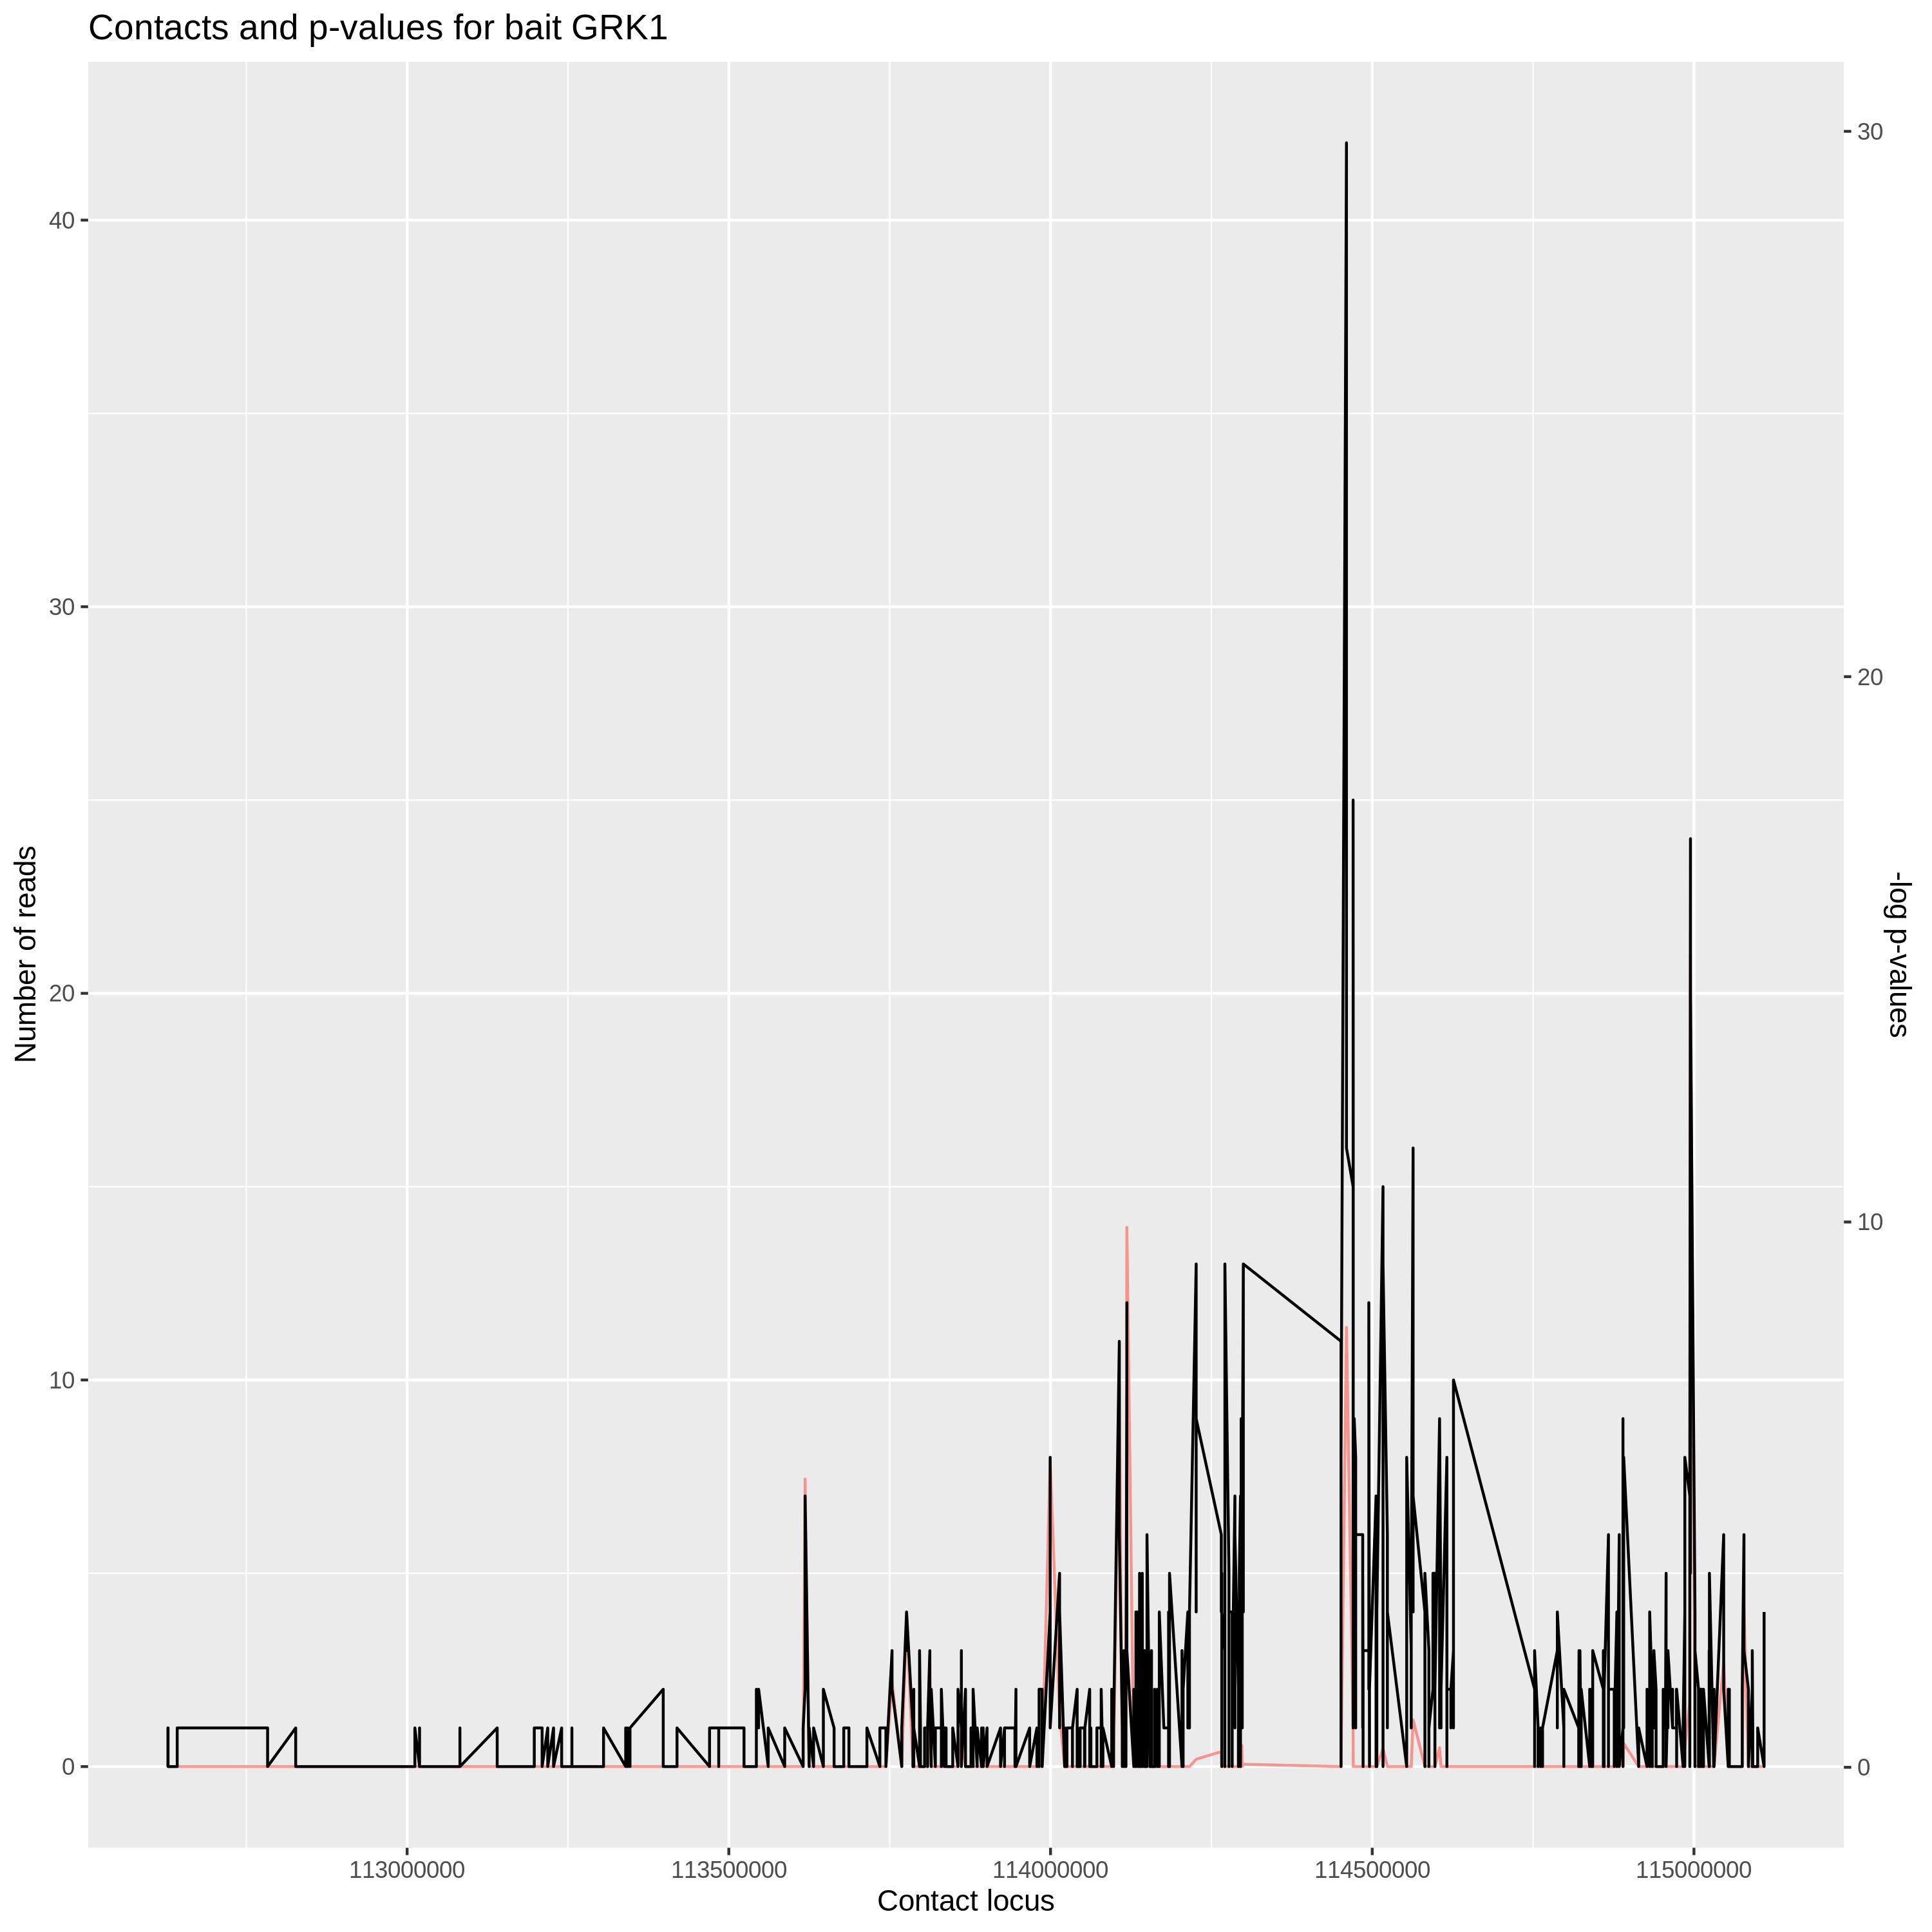 Contacts and p-values for bait GRK1
Number of reads
40
30
20
10
0
30
20
10
0
-log p-values
113000000 113500000 114000000 114500000 115000000
Contact locus